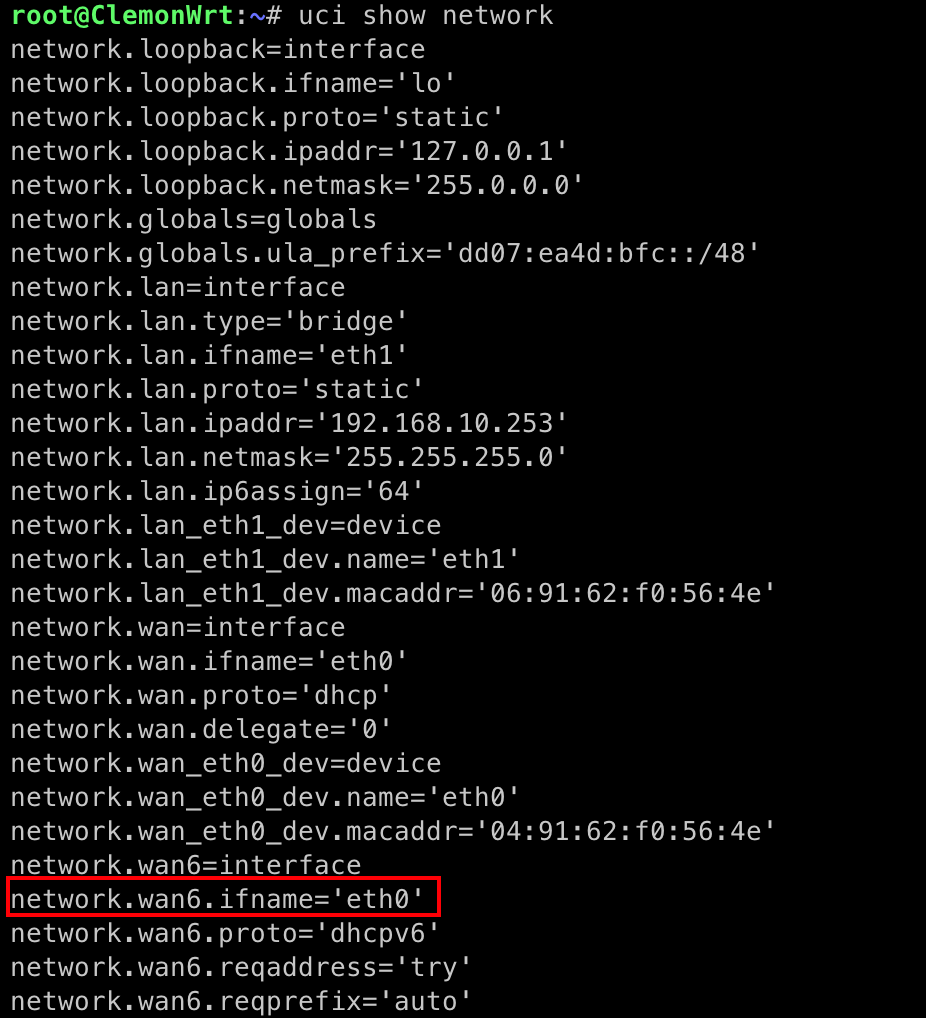 root@ClemonWrt:~# uci show network
network.loopback=interface
network.loopback.ifname='lo'
network.loopback.proto='static'
network.loopback.ipaddr='127.0.0.1'
network.loopback.netmask='255.0.0.0'
network.globals=globals
network.globals.ula_prefix='dd07:ea4d:bfc::/48'
network.lan=interface
network.lan.type='bridge'
network.lan.ifname='eth1'
network.lan.proto='static'
network.lan.ipaddr='192.168.10.253'
network.lan.netmask='255.255.255.0'
network.lan.ip6assign='64'
network.lan_eth1_dev=device
network.lan_eth1_dev.name='eth1'
network.lan_eth1_dev.macaddr='06:91:62:f0:56:4e'
network.wan=interface
network.wan.ifname='eth0'
network.wan.proto='dhcp'
network.wan.delegate='0'
network.wan_eth0_dev=device
network.wan_eth0_dev.name='eth0'
network.wan_eth0_dev.macaddr='04:91:62:f0:56:4e'
network.wan6=interface
network.wan6.ifname='eth0'
network.wan6.proto='dhcpv6'
network.wan6.reqaddress='try'
network.wan6.reqprefix='auto'